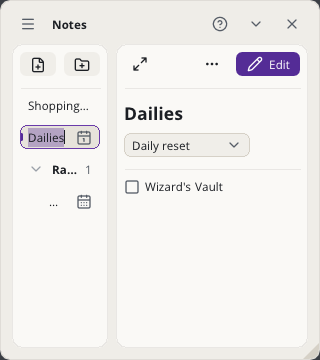 Notes
Shopping...
Dailies
Ra... 1
...
Edit
Dailies
Daily reset
Wizard's Vault